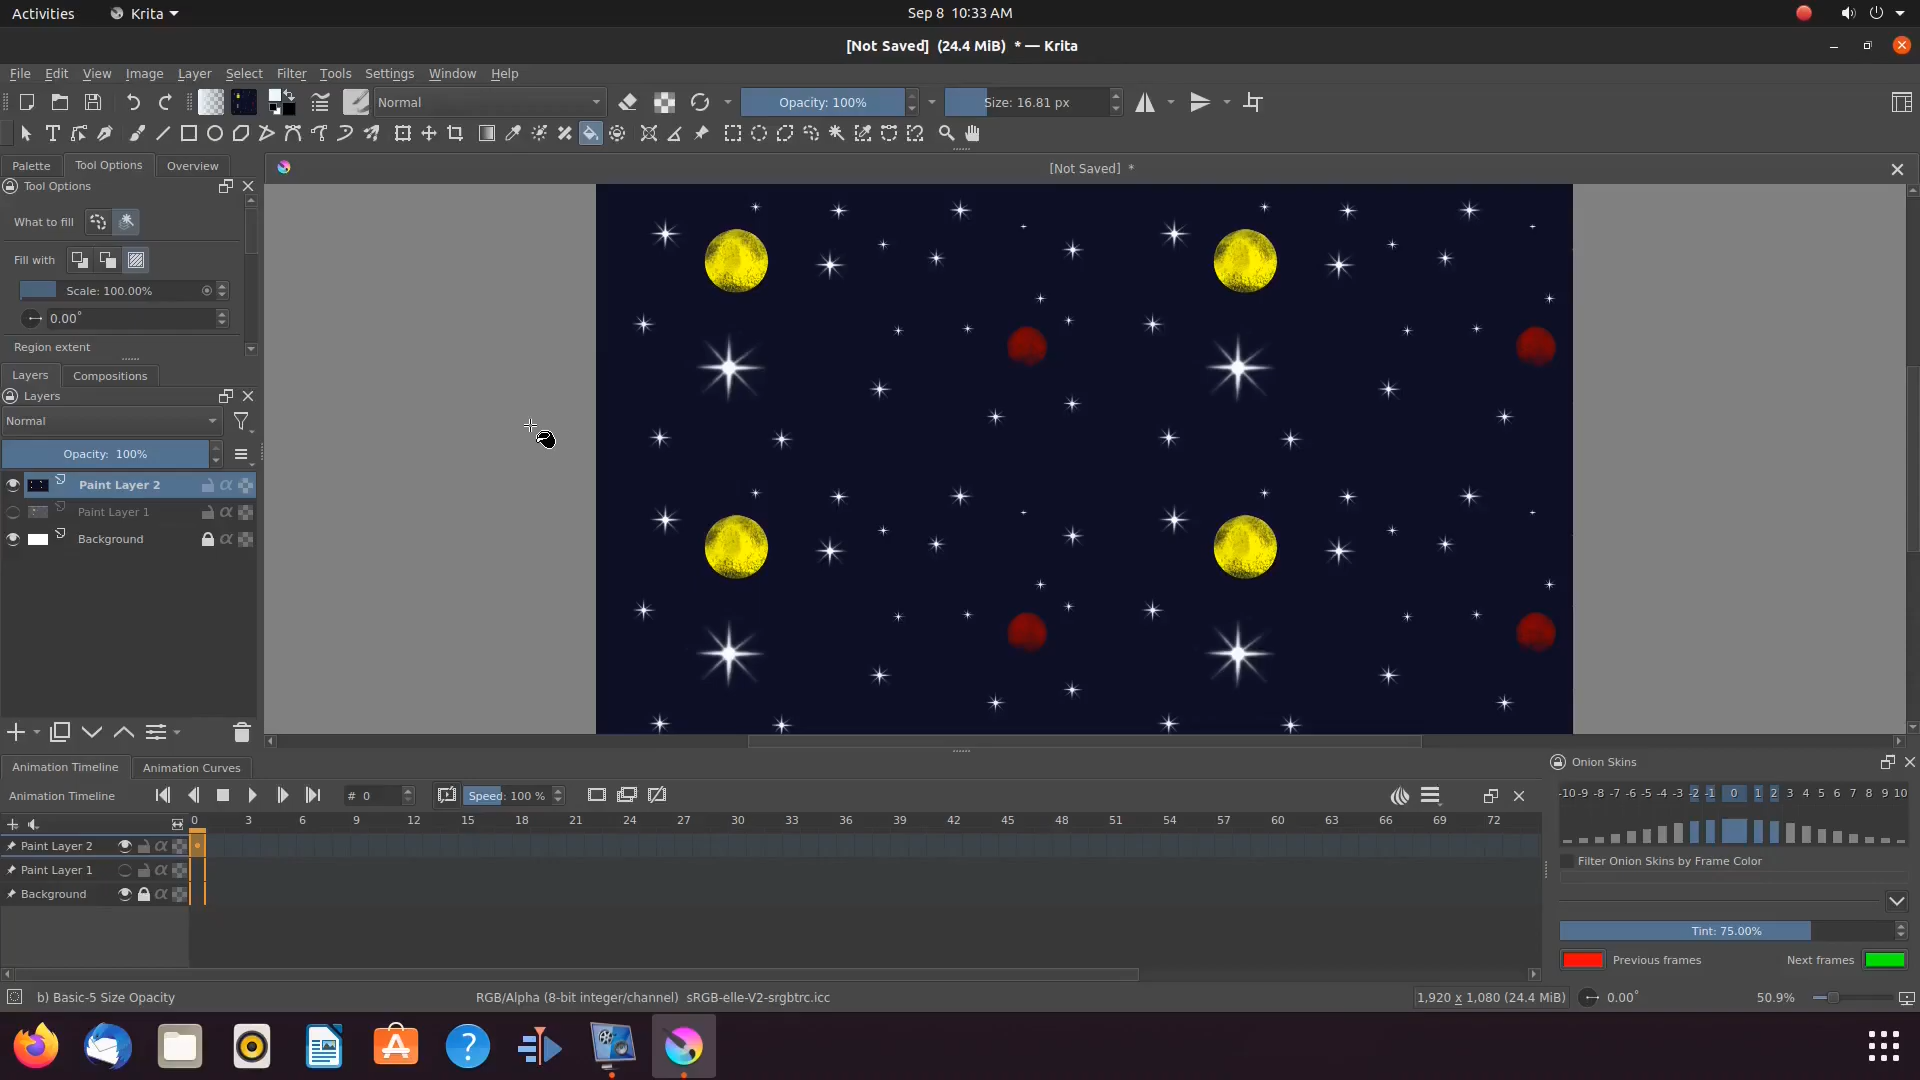 Activities
Krita
Sep 8  10:33 AM
[Not Saved]  (24.4 MiB)  * — Krita
File Edit View Image Layer Select Filter Tools Settings Window Help
Normal
Opacity: 100%
Size: 16.81 px
Palette Tool Options Overview
[Not Saved]  *
Tool Options
What to fill
Fill with
Scale: 100.00%
0.00°
Region extent
Layers Compositions
Layers
Normal
Opacity:  100%
Paint Layer 2
Paint Layer 1
Background
Animation Timeline Animation Curves
Onion Skins
Animation Timeline
# 0
Speed: 100 %
-10 -9 -8 -7 -6 -5 -4 -3 -2 -1 0 1 2 3 4 5 6 7 8 9 10
0 3 6 9 12 15 18 21 24 27 30 33 36 39 42 45 48 51 54 57 60 63 66 69 72
Paint Layer 2
Filter Onion Skins by Frame Color
Paint Layer 1
Background
Tint: 75.00%
Previous frames
Next frames
b) Basic-5 Size Opacity
RGB/Alpha (8-bit integer/channel)  sRGB-elle-V2-srgbtrc.icc
1,920 x 1,080 (24.4 MiB)
0.00°
50.9%